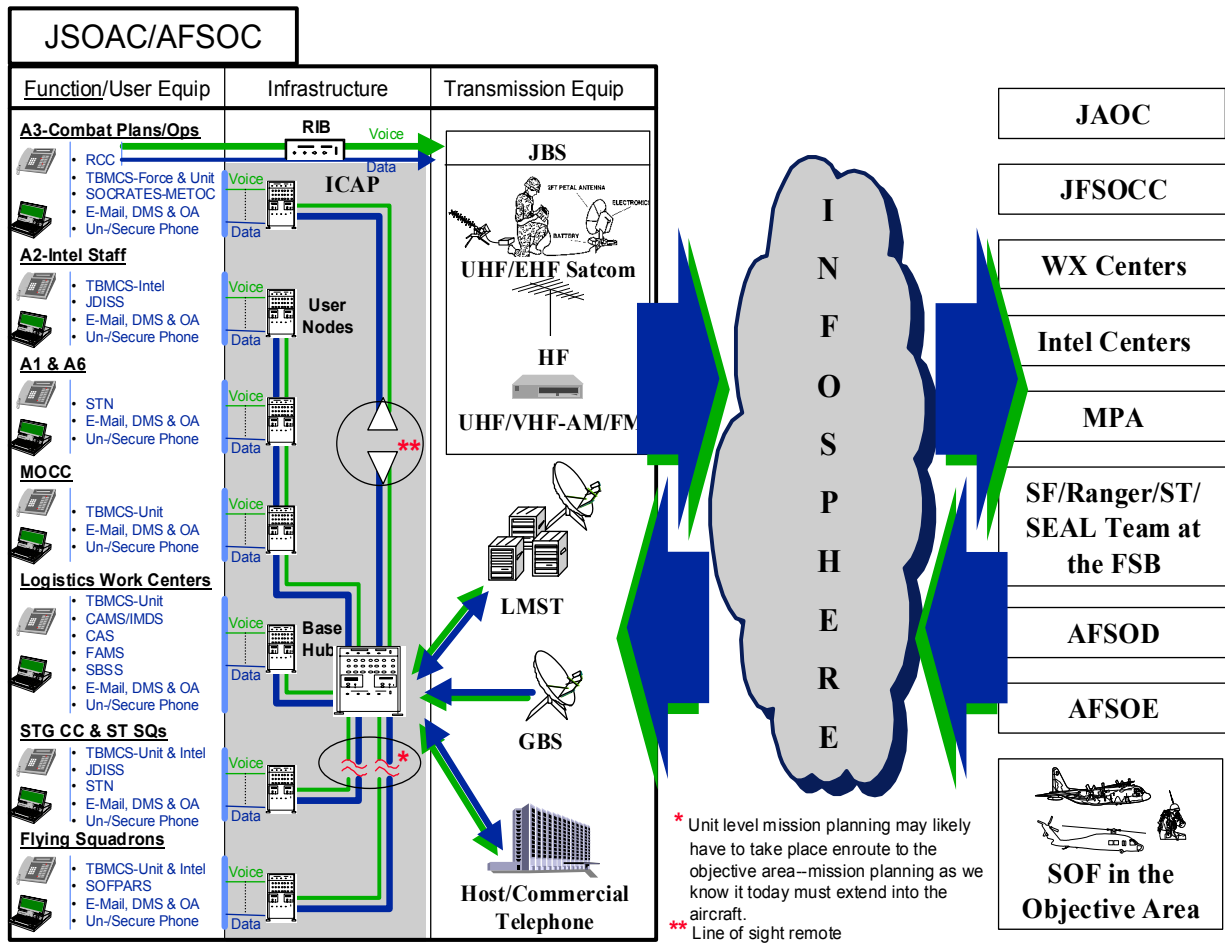 JSOAC/AFSOC
Function/User Equip
Infrastructure
Transmission Equip
A3-Combat Plans/Ops
• RCC
• TBMCS-Force & Unit
• SOCRATES-METOC
• E-Mail, DMS & OA
• Un-/Secure Phone
A2-Intel Staff
• TBMCS-Intel
• JDISS
• E-Mail, DMS & OA
• Un-/Secure Phone
A1 & A6
• STN
• E-Mail, DMS & OA
• Un-/Secure Phone
MOCC
• TBMCS-Unit
• E-Mail, DMS & OA
• Un-/Secure Phone
Logistics Work Centers
• TBMCS-Unit
• CAMS/IMDS
• CAS
• FAMS
• SBSS
• E-Mail, DMS & OA
• Un-/Secure Phone
STG CC & ST SQs
• TBMCS-Unit & Intel
• JDISS
• STN
• E-Mail, DMS & OA
• Un-/Secure Phone
Flying Squadrons
• TBMCS-Unit & Intel
• SOFPARS
• E-Mail, DMS & OA
• Un-/Secure Phone
RIB
Voice
Data
ICAP
Voice
Data
Voice
Data
User
Nodes
Voice
Data
**
Voice
Data
Voice
Data
Base
Hub
*
Voice
Data
Voice
Data
JBS
2FT PETAL ANTENNA
ELECTRONICS
BATTERY
UHF/EHF Satcom
HF
UHF/VHF-AM/FM
LMST
GBS
Host/Commercial
Telephone
I
N
F
O
S
P
H
E
R
E
* Unit level mission planning may likely
have to take place enroute to the
objective area--mission planning as we
know it today must extend into the
aircraft.
** Line of sight remote
JAOC
JFSOCC
WX Centers
Intel Centers
MPA
SF/Ranger/ST/
SEAL Team at
the FSB
AFSOD
AFSOE
SOF in the
Objective Area